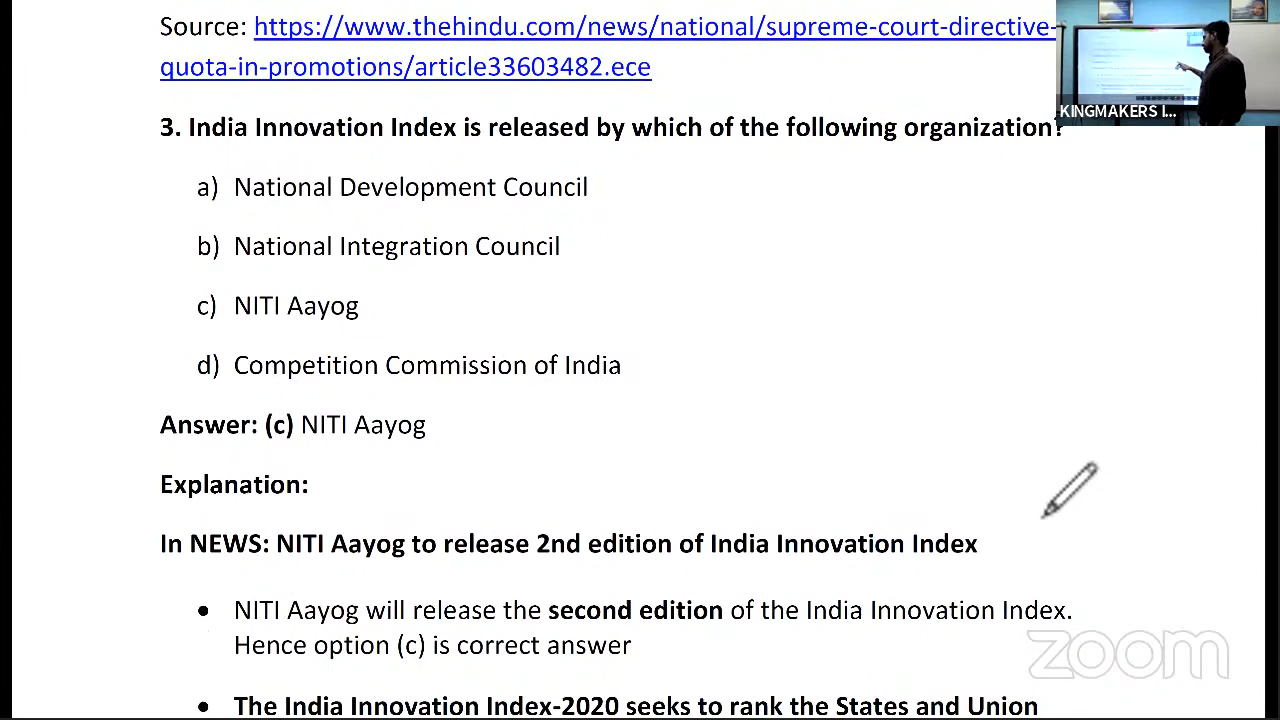 Source: https://www.thehindu.com/news/national/supreme-court-directive-
quota-in-promotions/article33603482.ece
KINGMAKERS I...
3. India Innovation Index is released by which of the following organization?
a) National Development Council
b) National Integration Council
c) NITI Aayog
d) Competition Commission of India
Answer: (c) NITI Aayog
Explanation:
In NEWS: NITI Aayog to release 2nd edition of India Innovation Index
• NITI Aayog will release the second edition of the India Innovation Index.
Hence option (c) is correct answer
zoom
• The India Innovation Index-2020 seeks to rank the States and Union